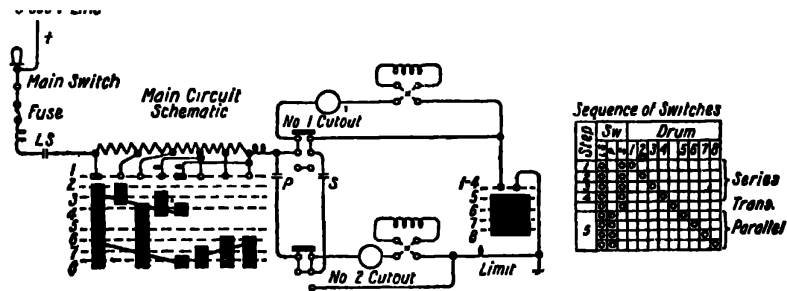 +
Main Switch
Fuse
LS
Main Circuit
Schematic
1
2
3
4
5
6
7
8
P
S
No 1 Cutout
No 2 Cutout
1-4
5
6
7
8
Limit
Sequence of Switches
Step
Sw
Drum
1 2 3 4 5 6 7 8
Series
Trans.
Parallel
5